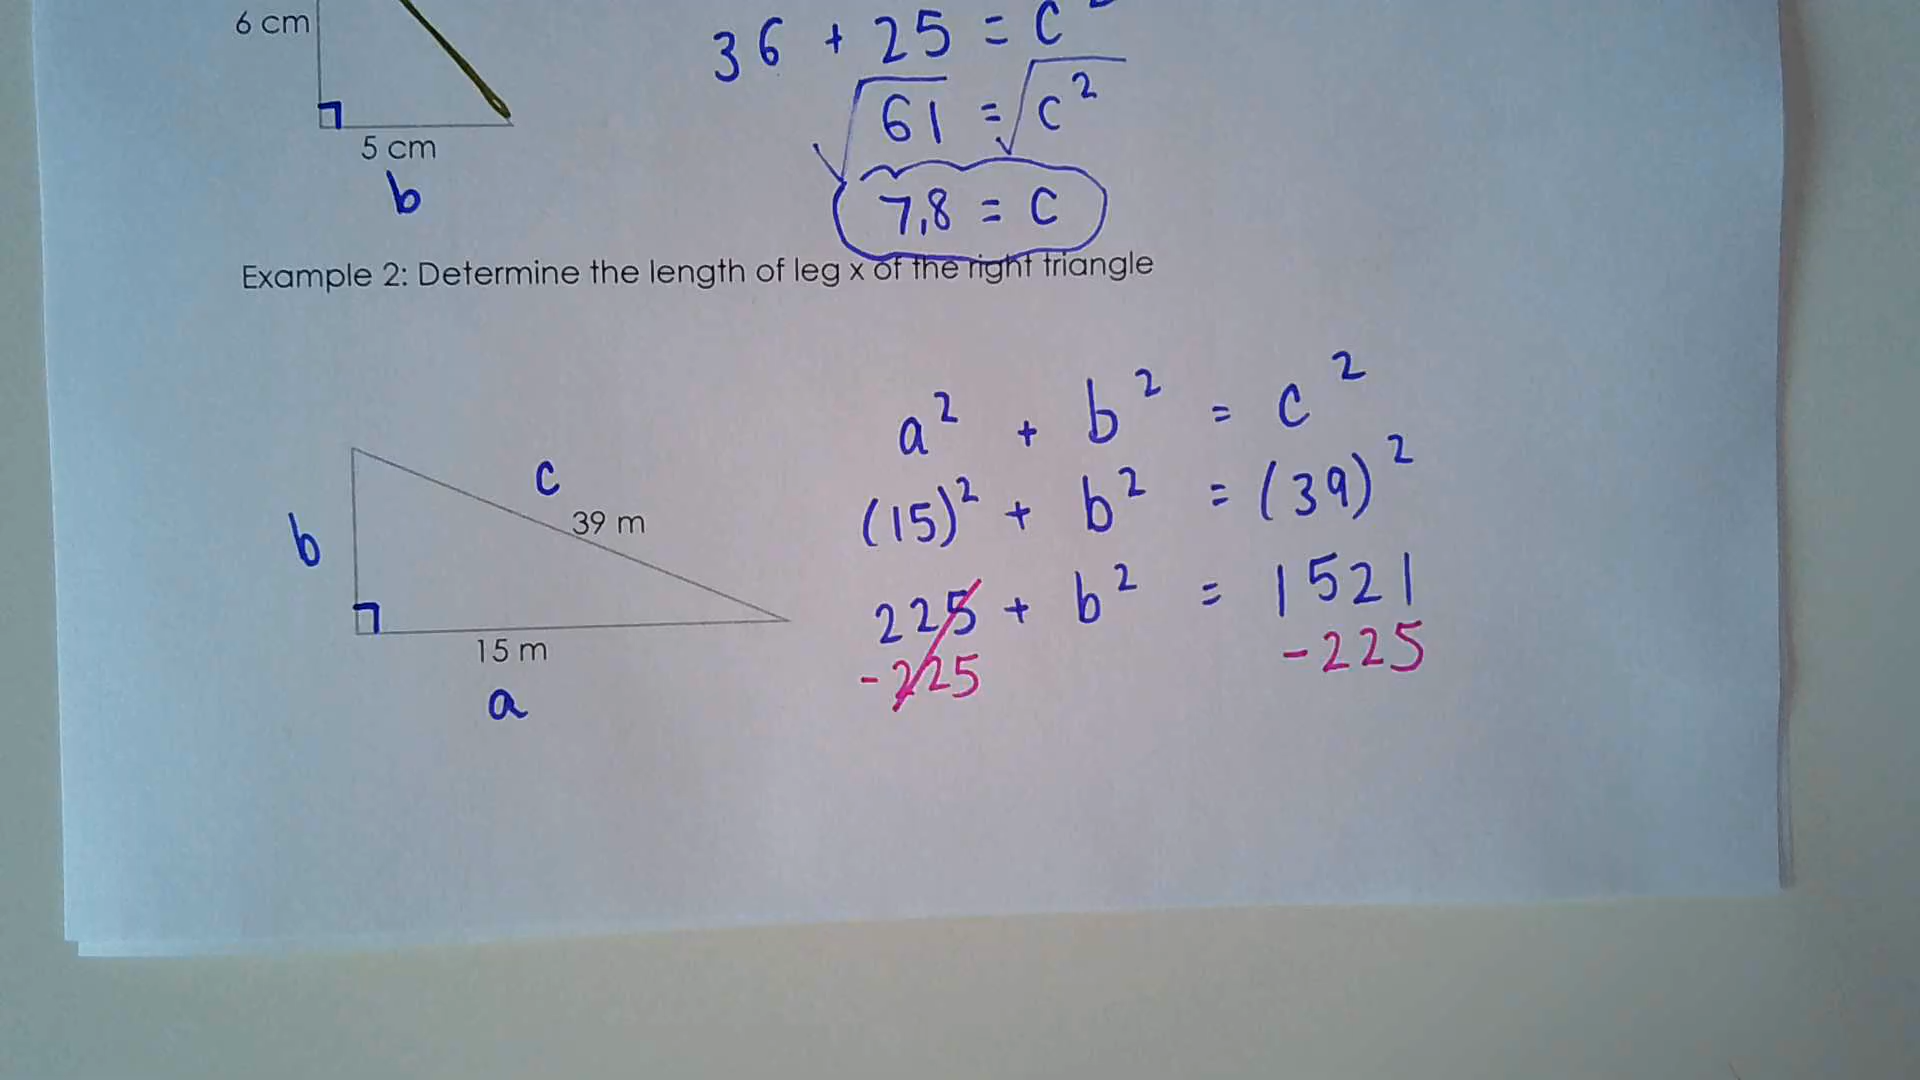 6 cm
5 cm
b
36 + 25 = c²
√61 = √c²
7,8 = c
Example 2: Determine the length of leg x of the right triangle
c
39 m
b
15 m
a
a² + b² = c²
(15)² + b² = (39)²
225 + b² = 1521
-225 -225